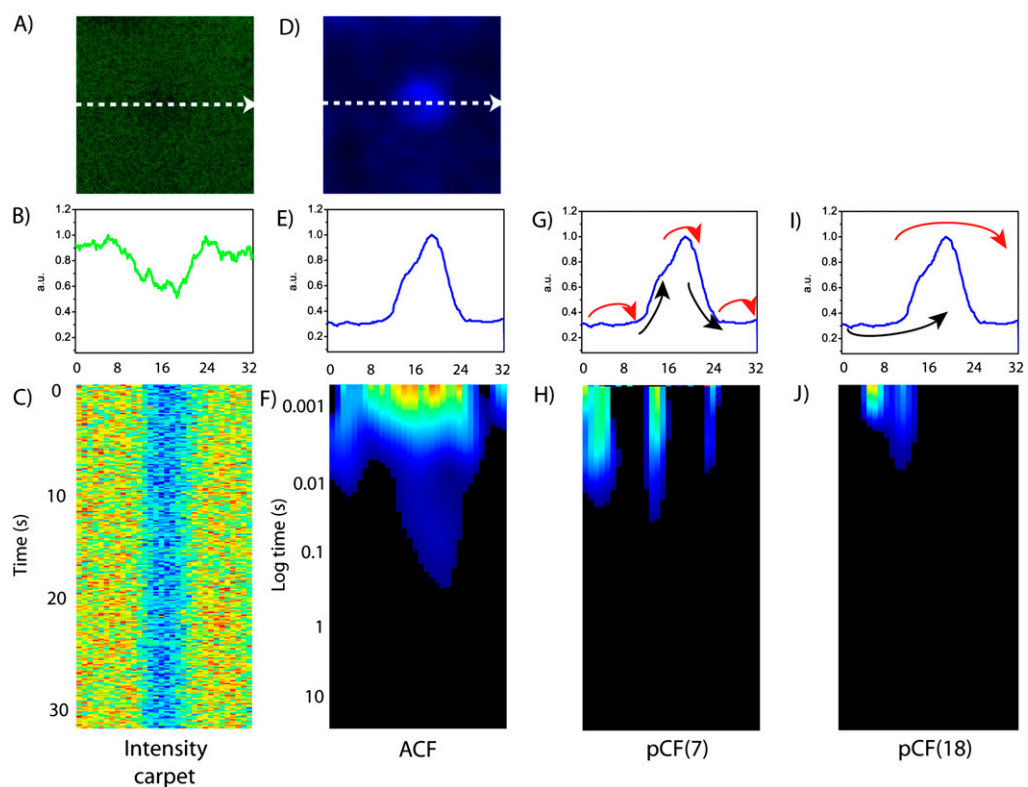 A)
D)
B)
1.2
1.0
0.8
0.6
0.4
0.2
a.u.
0 8 16 24 32
E)
1.2
1.0
0.8
0.6
0.4
0.2
a.u.
0 8 16 24 32
G)
1.2
1.0
0.8
0.6
0.4
0.2
a.u.
0 8 16 24 32
I)
1.2
1.0
0.8
0.6
0.4
0.2
a.u.
0 8 16 24 32
C)
0
10
20
30
Time (s)
Intensity
carpet
F)
0.001
0.01
0.1
1
10
Log time (s)
ACF
H)
pCF(7)
J)
pCF(18)